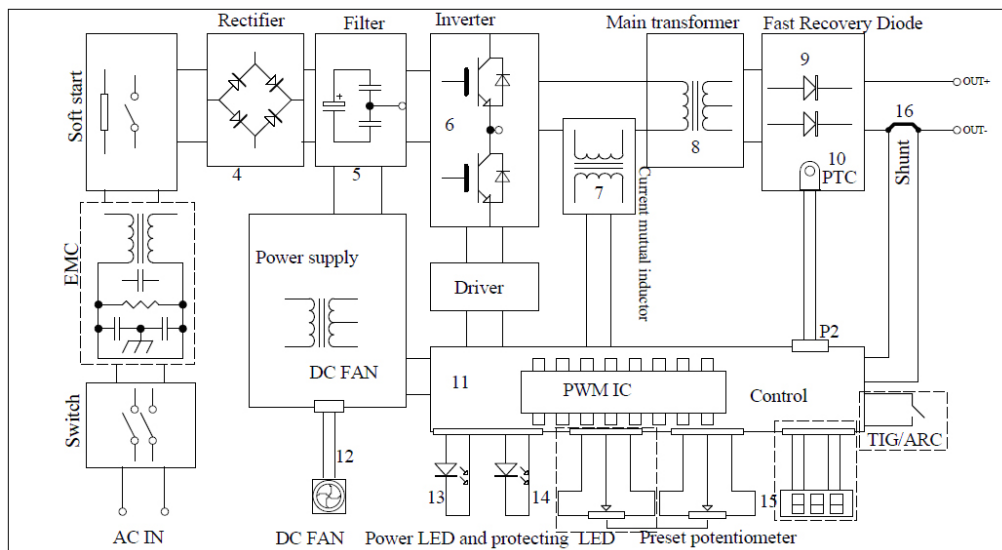 Rectifier
Filter
Inverter
Main transformer
Fast Recovery Diode
Soft start
4
+
5
6
7
8
9
10
PTC
16
OUT+
OUT-
Shunt
Current mutual inductor
EMC
Power supply
DC FAN
Driver
P2
11
PWM IC
Control
TIG/ARC
Switch
12
13
14
15
AC IN
DC FAN
Power LED and protecting LED
Preset potentiometer